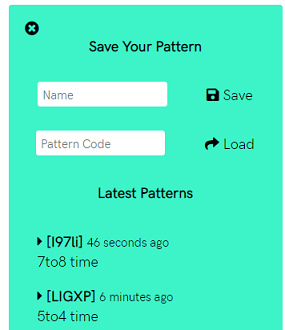 Save Your Pattern
Name
Save
Pattern Code
Load
Latest Patterns
[I97li] 46 seconds ago
7to8 time
[LIGXP] 6 minutes ago
5to4 time